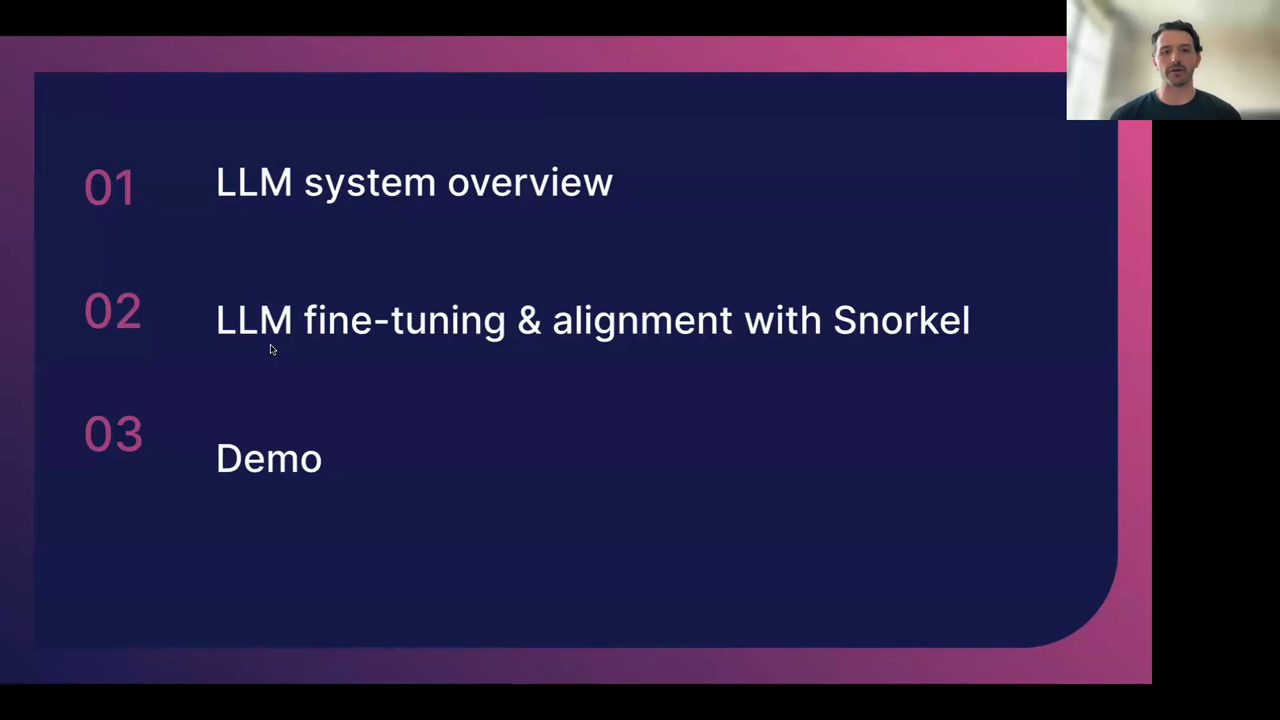 01 LLM system overview
02 LLM fine-tuning & alignment with Snorkel
03 Demo